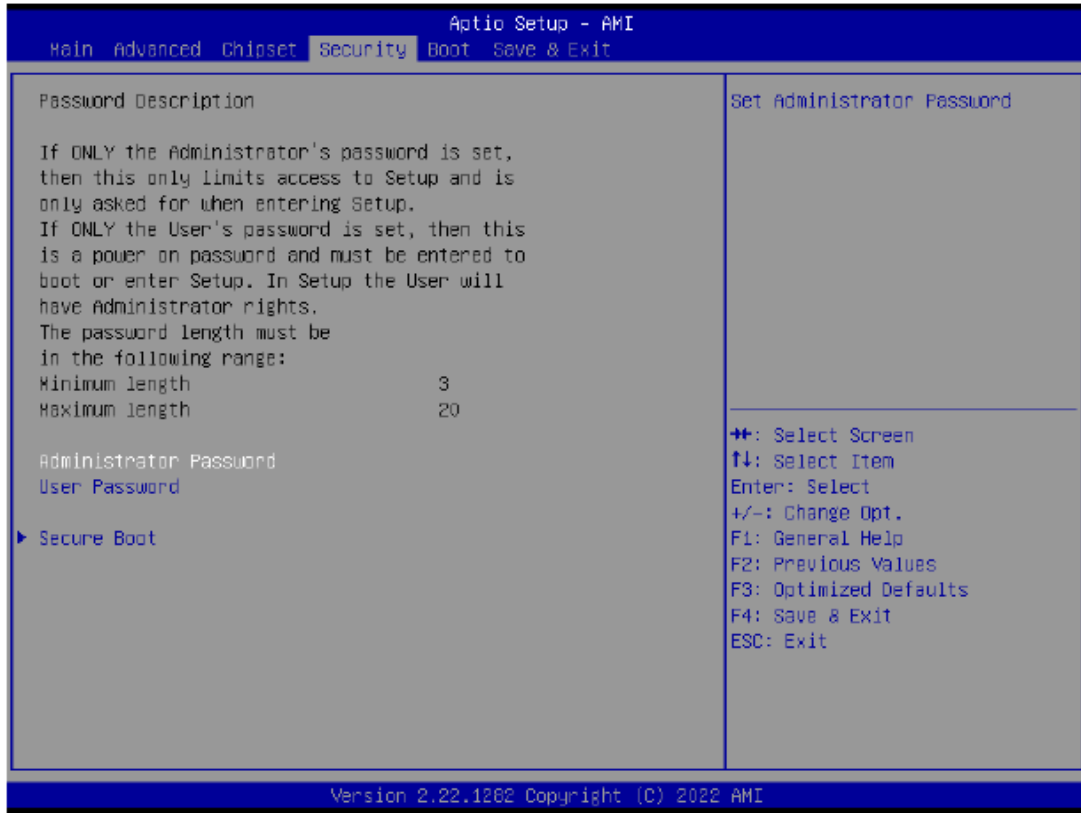 Aptio Setup - AMI
Main Advanced Chipset Security Boot Save & Exit
Password Description
If ONLY the Administrator's password is set,
then this only limits access to Setup and is
only asked for when entering Setup.
If ONLY the User's password is set, then this
is a power on password and must be entered to
boot or enter Setup. In Setup the User will
have Administrator rights.
The password length must be
in the following range:
Minimum length 3
Maximum length 20
Administrator Password
User Password
Secure Boot
Set Administrator Password
→←: Select Screen
↑↓: Select Item
Enter: Select
+/-: Change Opt.
F1: General Help
F2: Previous Values
F3: Optimized Defaults
F4: Save & Exit
ESC: Exit
Version 2.22.1282 Copyright (C) 2022 AMI